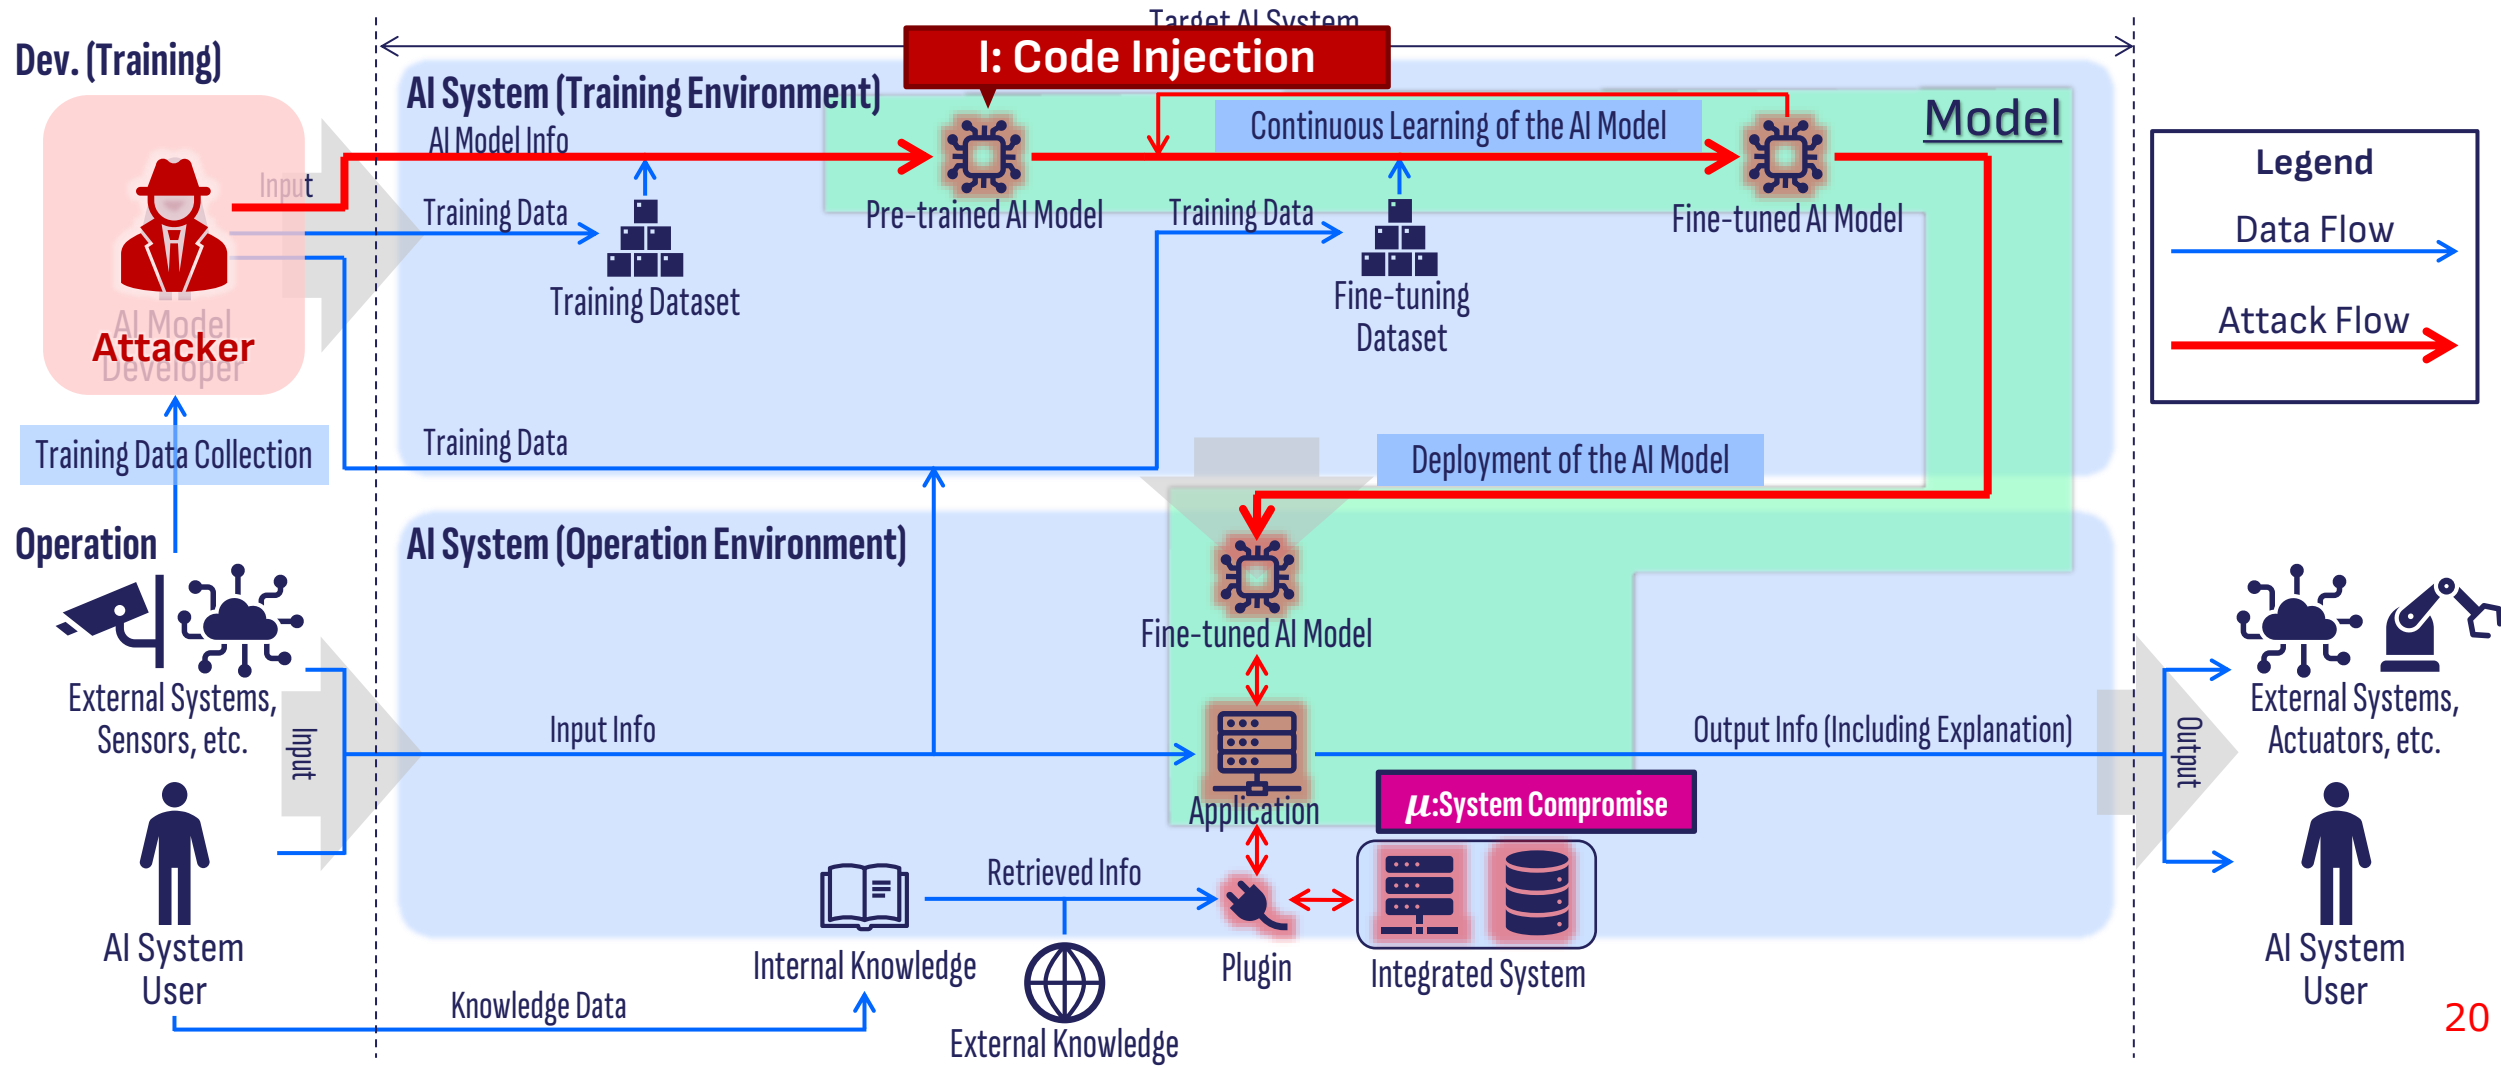 Target AI System
Dev. (Training)
I: Code Injection
AI System (Training Environment)
Model
AI Model Info
Continuous Learning of the AI Model
Input
Training Data
Pre-trained AI Model
Training Data
Fine-tuned AI Model
Training Dataset
Fine-tuning
Dataset
AI Model
Attacker
Developer
Legend
Data Flow
Attack Flow
Training Data Collection
Training Data
Deployment of the AI Model
Operation
AI System (Operation Environment)
Fine-tuned AI Model
External Systems,
Sensors, etc.
Input
Input Info
Output Info (Including Explanation)
Output
External Systems,
Actuators, etc.
Application
μ:System Compromise
Retrieved Info
AI System
User
Internal Knowledge
Plugin
Integrated System
AI System
User
Knowledge Data
External Knowledge
20